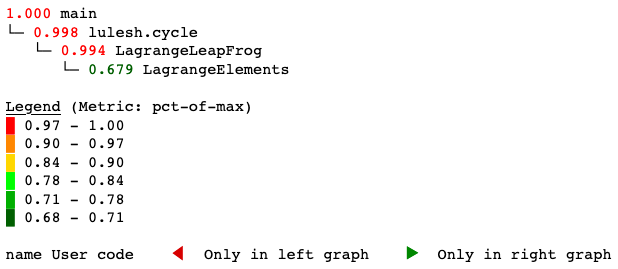 1.000 main
└─ 0.998 lulesh.cycle
└─ 0.994 LagrangeLeapFrog
└─ 0.679 LagrangeElements
Legend (Metric: pct-of-max)
0.97 - 1.00
0.90 - 0.97
0.84 - 0.90
0.78 - 0.84
0.71 - 0.78
0.68 - 0.71
name User code ◀ Only in left graph ▶ Only in right graph